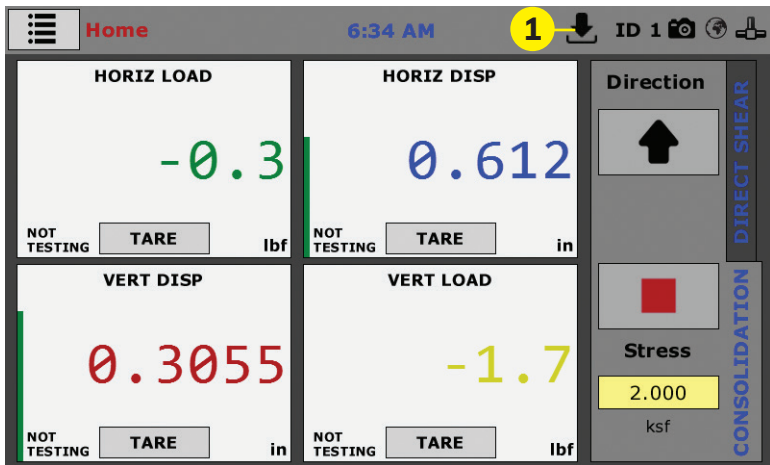 Home 6:34 AM 1 ID 1
HORIZ LOAD
-0.3
NOT TESTING TARE lbf
HORIZ DISP
0.612
NOT TESTING TARE in
VERT DISP
0.3055
NOT TESTING TARE in
VERT LOAD
-1.7
NOT TESTING TARE lbf
Direction
Stress
2.000
ksf
DIRECT SHEAR
CONSOLIDATION